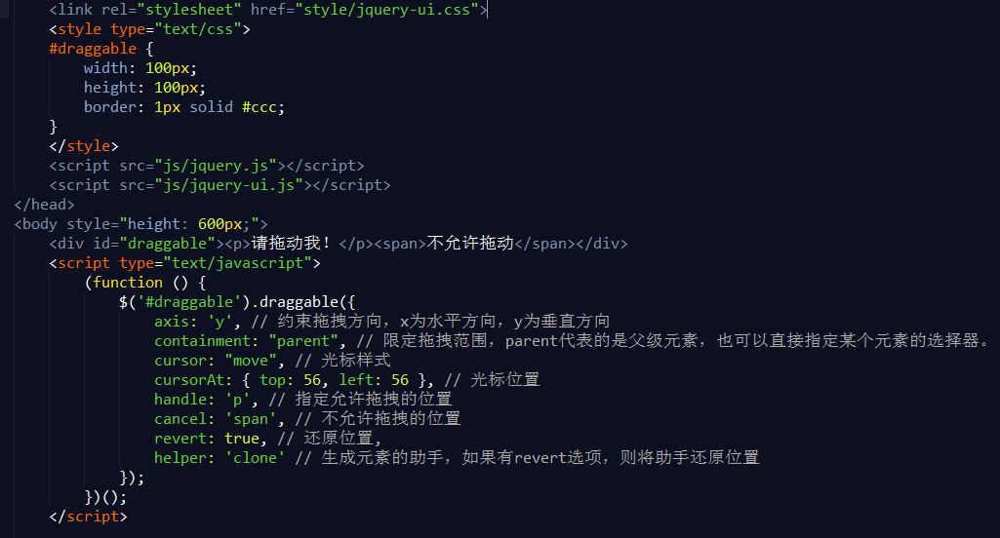 <link rel="stylesheet" href="style/jquery-ui.css">
<style type="text/css">
#draggable {
width: 100px;
height: 100px;
border: 1px solid #ccc;
}
</style>
<script src="js/jquery.js"></script>
<script src="js/jquery-ui.js"></script>
</head>
<body style="height: 600px;">
<div id="draggable"><p>请拖动我！</p><span>不允许拖动</span></div>
<script type="text/javascript">
(function () {
$('#draggable').draggable({
axis: 'y', // 约束拖拽方向，x为水平方向，y为垂直方向
containment: "parent", // 限定拖拽范围，parent代表的是父级元素，也可以直接指定某个元素的选择器。
cursor: "move", // 光标样式
cursorAt: { top: 56, left: 56 }, // 光标位置
handle: 'p', // 指定允许拖拽的位置
cancel: 'span', // 不允许拖拽的位置
revert: true, // 还原位置,
helper: 'clone' // 生成元素的助手，如果有revert选项，则将助手还原位置
});
})();
</script>